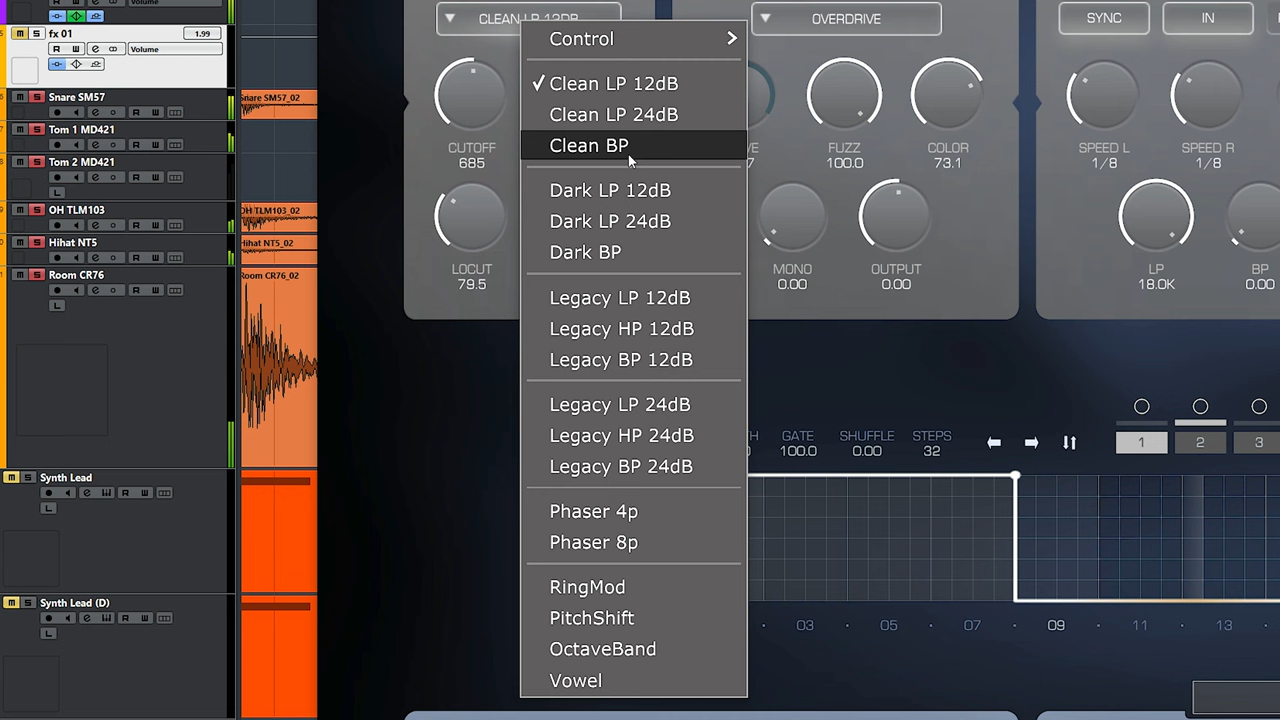 fx 01
1.99
Volume
Snare SM57
Tom 1 MD421
Tom 2 MD421
L
OH TLM103
Hihat NT5
Room CR76
L
Synth Lead
L
Synth Lead (D)
L
Snare SM57_02
OH TLM103_02
Hihat NT5_02
Room CR76_02
CLEAN LP 12DB
Control
Clean LP 12dB
Clean LP 24dB
Clean BP
Dark LP 12dB
Dark LP 24dB
Dark BP
Legacy LP 12dB
Legacy HP 12dB
Legacy BP 12dB
Legacy LP 24dB
Legacy HP 24dB
Legacy BP 24dB
Phaser 4p
Phaser 8p
RingMod
PitchShift
OctaveBand
Vowel
CUTOFF
685
LOCUT
79.5
OVERDRIVE
FUZZ
100.0
COLOR
73.1
MONO
0.00
OUTPUT
0.00
SYNC
IN
SPEED L
1/8
SPEED R
1/8
LP
18.0K
BP
0.00
GATE
100.0
SHUFFLE
0.00
STEPS
32
1
2
3
03
05
07
09
11
13